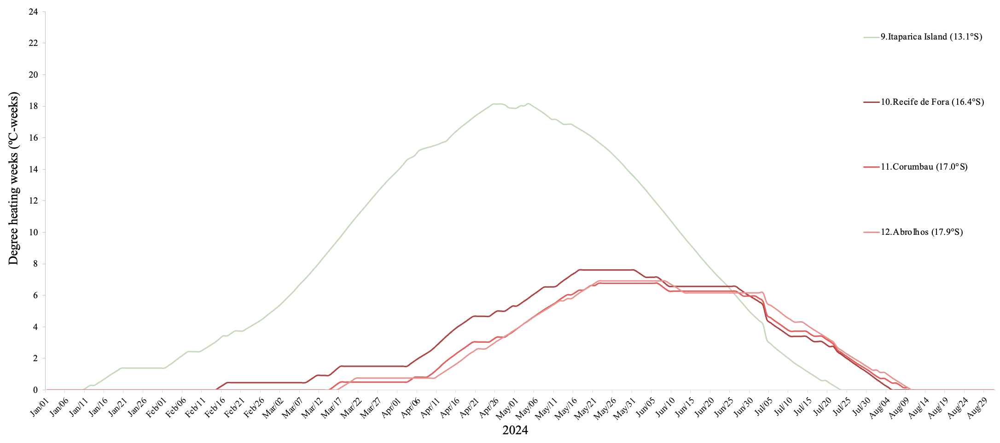 24
22
20
18
16
14
12
10
8
6
4
2
0
Degree heating weeks (ºC-weeks)
9.Itaparica Island (13.1°S)
10.Recife de Fora (16.4°S)
11.Corumbau (17.0°S)
12.Abrolhos (17.9°S)
Jan/01
Jan/06
Jan/11
Jan/16
Jan/21
Jan/26
Feb/01
Feb/06
Feb/11
Feb/16
Feb/21
Feb/26
Mar/02
Mar/07
Mar/12
Mar/17
Mar/22
Mar/27
Apr/01
Apr/06
Apr/11
Apr/16
Apr/21
Apr/26
May/01
May/06
May/11
May/16
May/21
May/26
May/31
Jun/05
Jun/10
Jun/15
Jun/20
Jun/25
Jun/30
Jul/05
Jul/10
Jul/15
Jul/20
Jul/25
Jul/30
Aug/04
Aug/09
Aug/14
Aug/19
Aug/24
Aug/29
2024